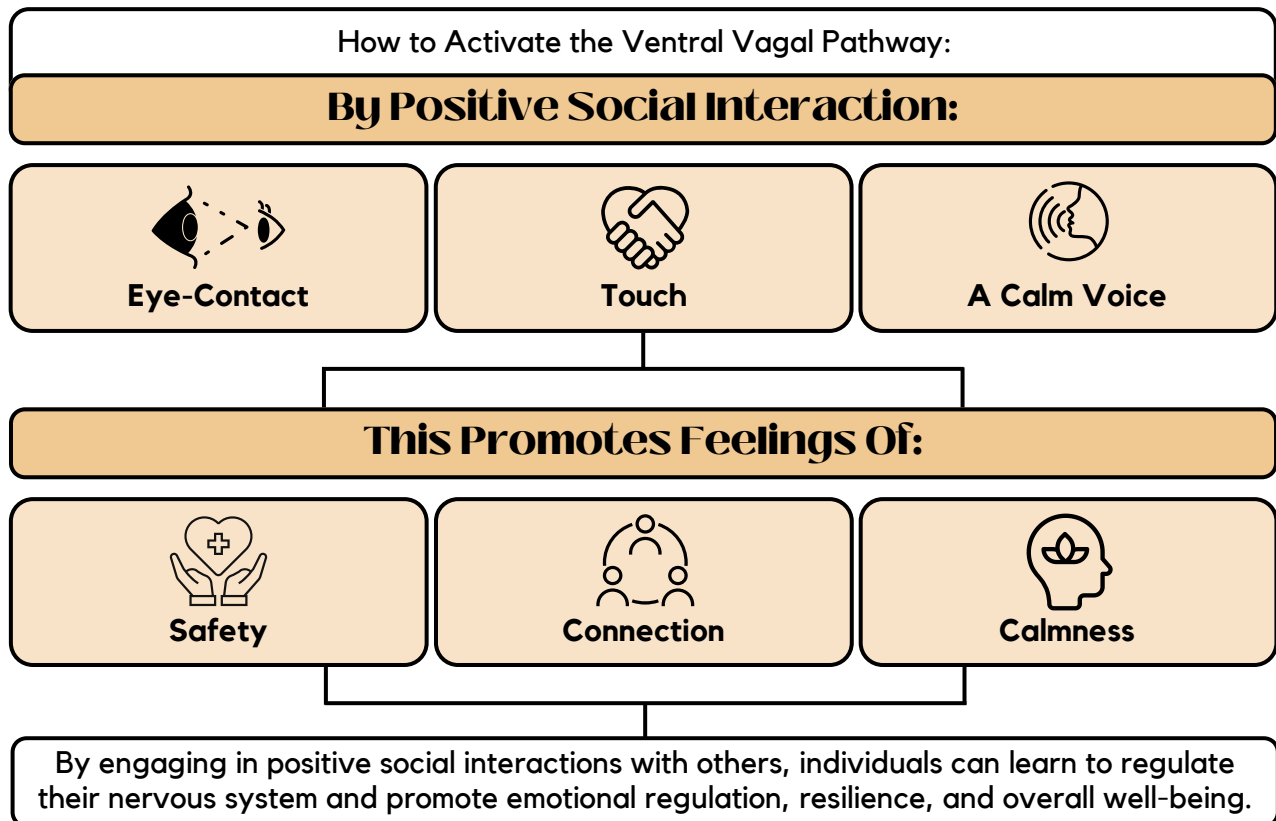 How to Activate the Ventral Vagal Pathway:
By Positive Social Interaction:
Eye-Contact
Touch
A Calm Voice
This Promotes Feelings Of:
Safety
Connection
Calmness
By engaging in positive social interactions with others, individuals can learn to regulate
their nervous system and promote emotional regulation, resilience, and overall well-being.